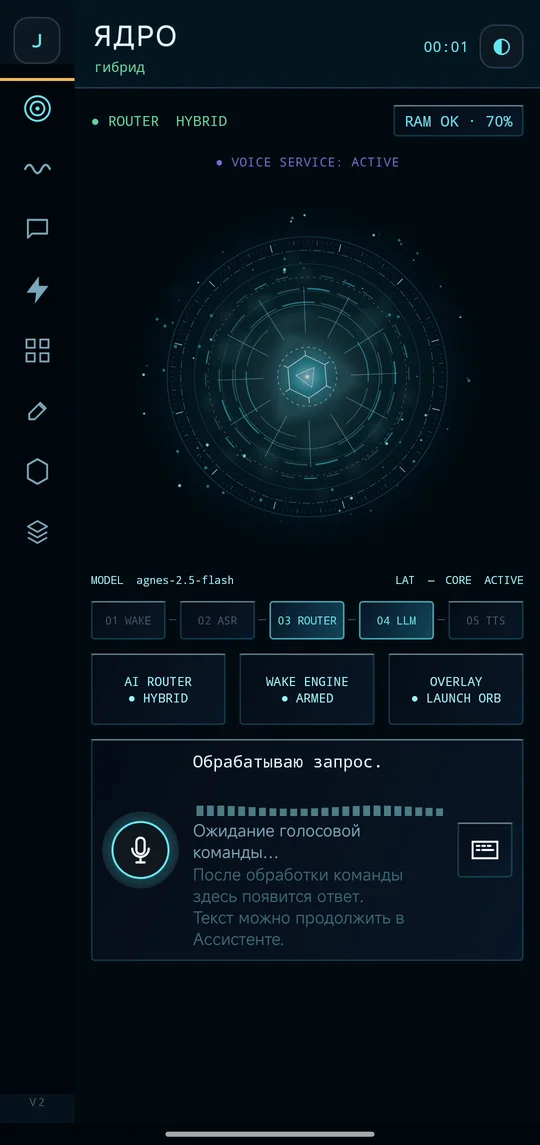 J
ЯДРО
гибрид
00:01
● ROUTER HYBRID
RAM OK · 70%
● VOICE SERVICE: ACTIVE
MODEL agnes-2.5-flash
LAT — CORE ACTIVE
01 WAKE — 02 ASR — 03 ROUTER — 04 LLM — 05 TTS
AI ROUTER
● HYBRID
WAKE ENGINE
● ARMED
OVERLAY
● LAUNCH ORB
Обрабатываю запрос.
Ожидание голосовой
команды...
После обработки команды
здесь появится ответ.
Текст можно продолжить в
Ассистенте.
V2